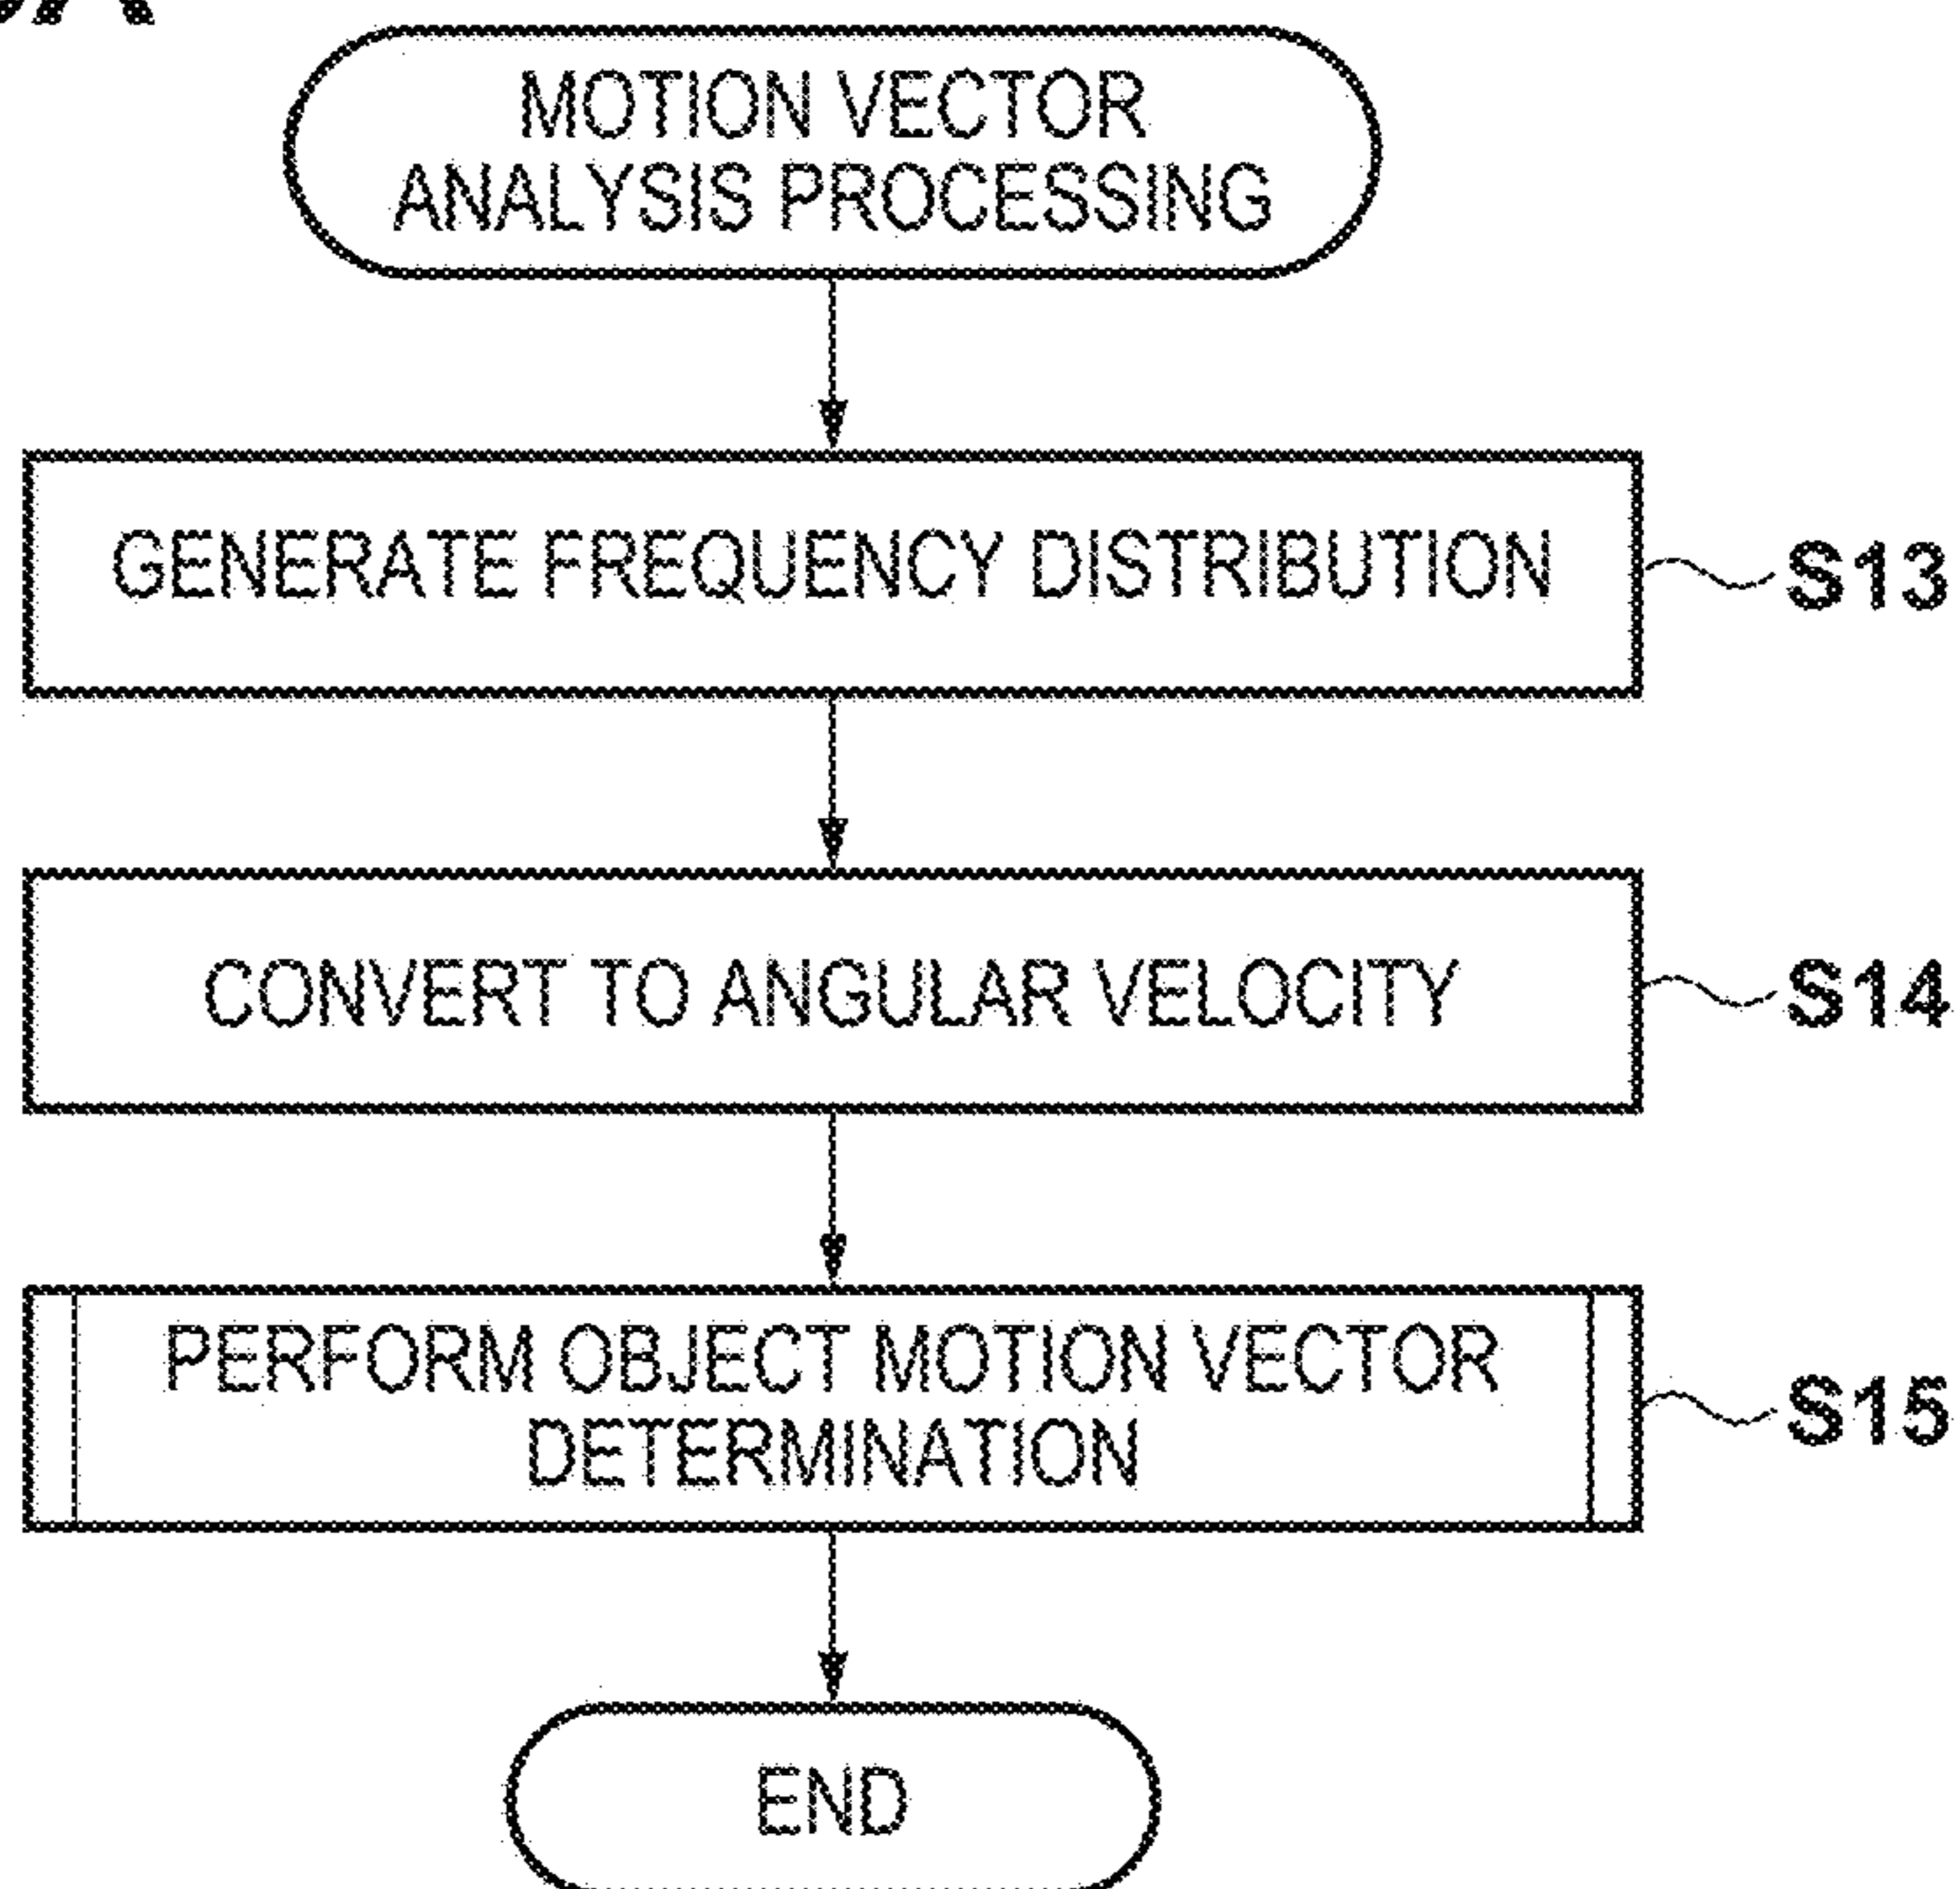 MOTION VECTOR
ANALYSIS PROCESSING
GENERATE FREQUENCY DISTRIBUTION
S13
CONVERT TO ANGULAR VELOCITY
S14
PERFORM OBJECT MOTION VECTOR
DETERMINATION
S15
END